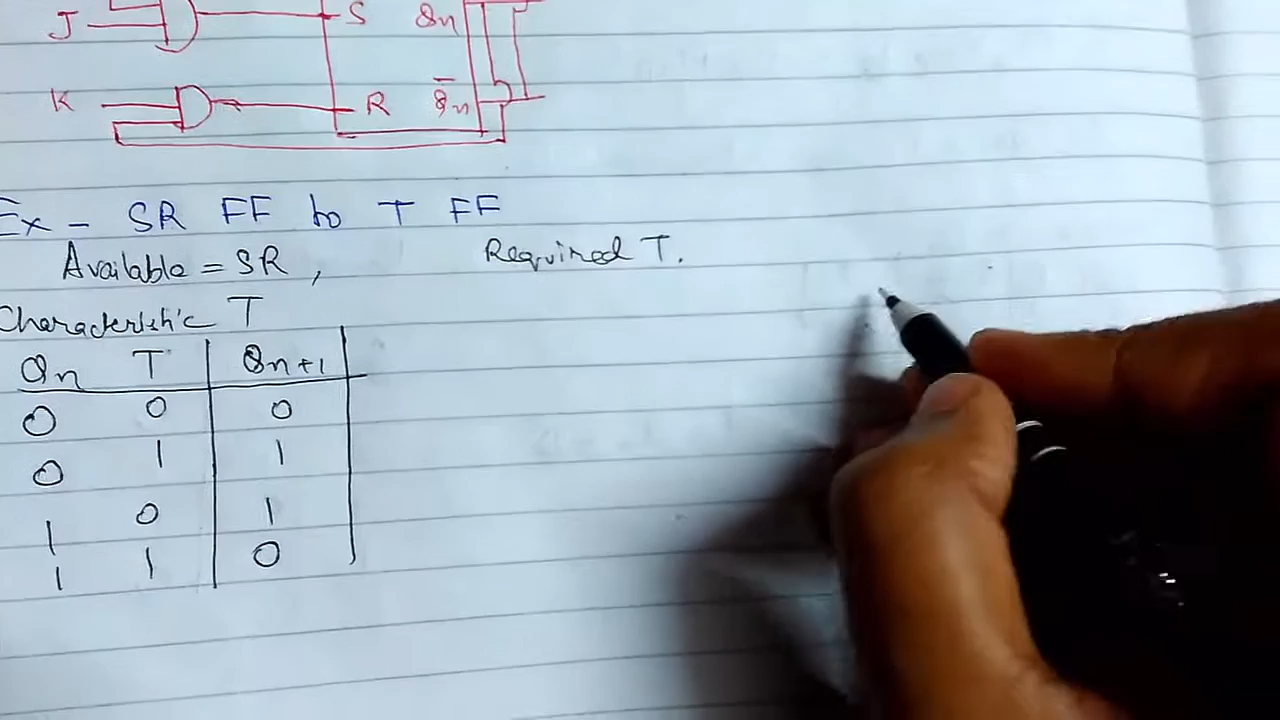 J S Qn
K R Q̅n
Ex - SR FF to T FF
Available = SR , Required T.
Characteristic T
Qn T Qn+1
0 0 0
0 1 1
1 0 1
1 1 0